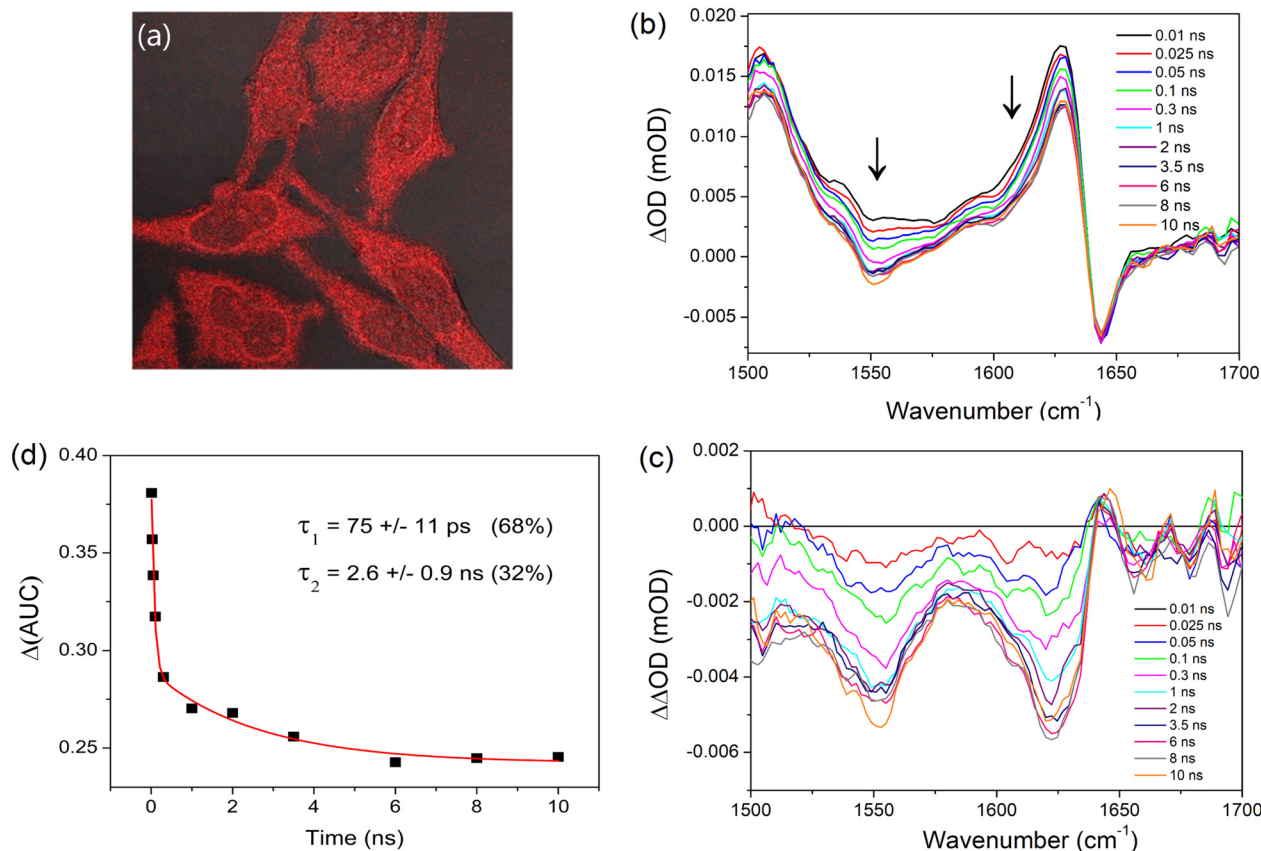 (a)
(b)
0.020
0.015
0.010
0.005
0.000
-0.005
ΔOD (mOD)
0.01 ns
0.025 ns
0.05 ns
0.1 ns
0.3 ns
1 ns
2 ns
3.5 ns
6 ns
8 ns
10 ns
1500
1550
1600
1650
1700
Wavenumber (cm⁻¹)
(d)
0.40
0.35
0.30
0.25
Δ(AUC)
τ₁ = 75 +/- 11 ps (68%)
τ₂ = 2.6 +/- 0.9 ns (32%)
0
2
4
6
8
10
Time (ns)
(c)
0.002
0.000
-0.002
-0.004
-0.006
ΔΔOD (mOD)
0.01 ns
0.025 ns
0.05 ns
0.1 ns
0.3 ns
1 ns
2 ns
3.5 ns
6 ns
8 ns
10 ns
1500
1550
1600
1650
1700
Wavenumber (cm⁻¹)